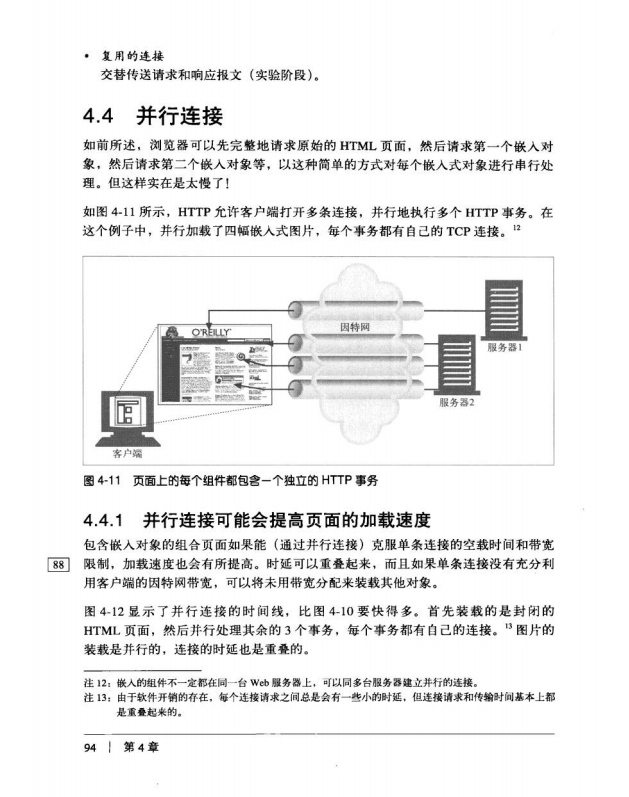 • 复用的连接
交替传送请求和响应报文（实验阶段）。
4.4 并行连接
如前所述，浏览器可以先完整地请求原始的 HTML 页面，然后请求第一个嵌入对
象，然后请求第二个嵌入对象等，以这种简单的方式对每个嵌入式对象进行串行处
理。但这样实在是太慢了！
如图 4-11 所示，HTTP 允许客户端打开多条连接，并行地执行多个 HTTP 事务。在
这个例子中，并行加载了四幅嵌入式图片，每个事务都有自己的 TCP 连接。12
O'REILLY
因特网
服务器1
服务器2
客户端
图 4-11 页面上的每个组件都包含一个独立的 HTTP 事务
4.4.1 并行连接可能会提高页面的加载速度
包含嵌入对象的组合页面如果能（通过并行连接）克服单条连接的空载时间和带宽
88 限制，加载速度也会有所提高。时延可以重叠起来，而且如果单条连接没有充分利
用客户端的因特网带宽，可以将未用带宽分配来装载其他对象。
图 4-12 显示了并行连接的时间线，比图 4-10 要快得多。首先装载的是封闭的
HTML 页面，然后并行处理其余的 3 个事务，每个事务都有自己的连接。13 图片的
装载是并行的，连接的时延也是重叠的。
注 12：嵌入的组件不一定都在同一台 Web 服务器上，可以同多台服务器建立并行的连接。
注 13：由于软件开销的存在，每个连接请求之间总是会有一些小的时延，但连接请求和传输时间基本上都
是重叠起来的。
94 | 第 4 章